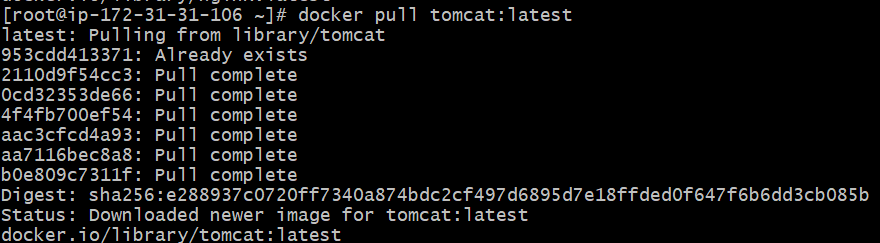 [root@ip-172-31-31-106 ~]# docker pull tomcat:latest
latest: Pulling from library/tomcat
953cdd413371: Already exists
2110d9f54cc3: Pull complete
0cd32353de66: Pull complete
4f4fb700ef54: Pull complete
aac3cfcd4a93: Pull complete
aa7116bec8a8: Pull complete
b0e809c7311f: Pull complete
Digest: sha256:e288937c0720ff7340a874bdc2cf497d6895d7e18ffded0f647f6b6dd3cb085b
Status: Downloaded newer image for tomcat:latest
docker.io/library/tomcat:latest